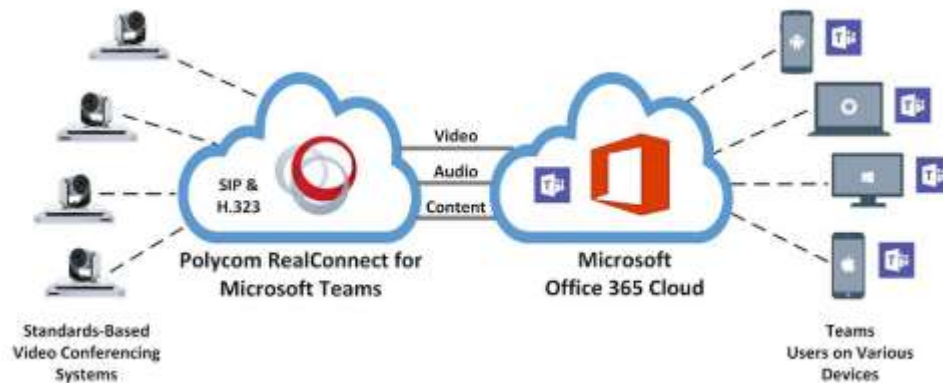 Video
Audio
Content
SIP &
H.323
Polycom RealConnect for
Microsoft Teams
Microsoft
Office 365 Cloud
Standards-Based
Video Conferencing
Systems
Teams
Users on Various
Devices